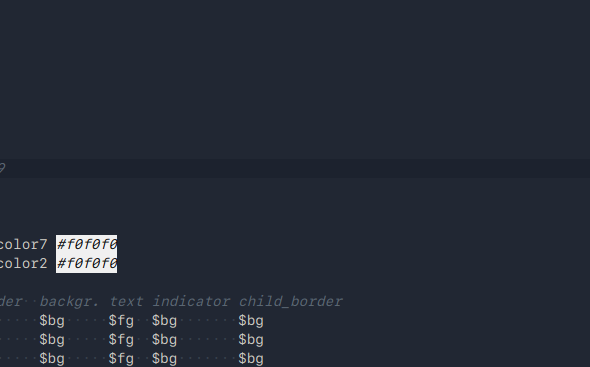 color7 #f0f0f0
color2 #f0f0f0
der backgr. text indicator child_border
$bg $fg $bg $bg
$bg $fg $bg $bg
$bg $fg $bg $bg